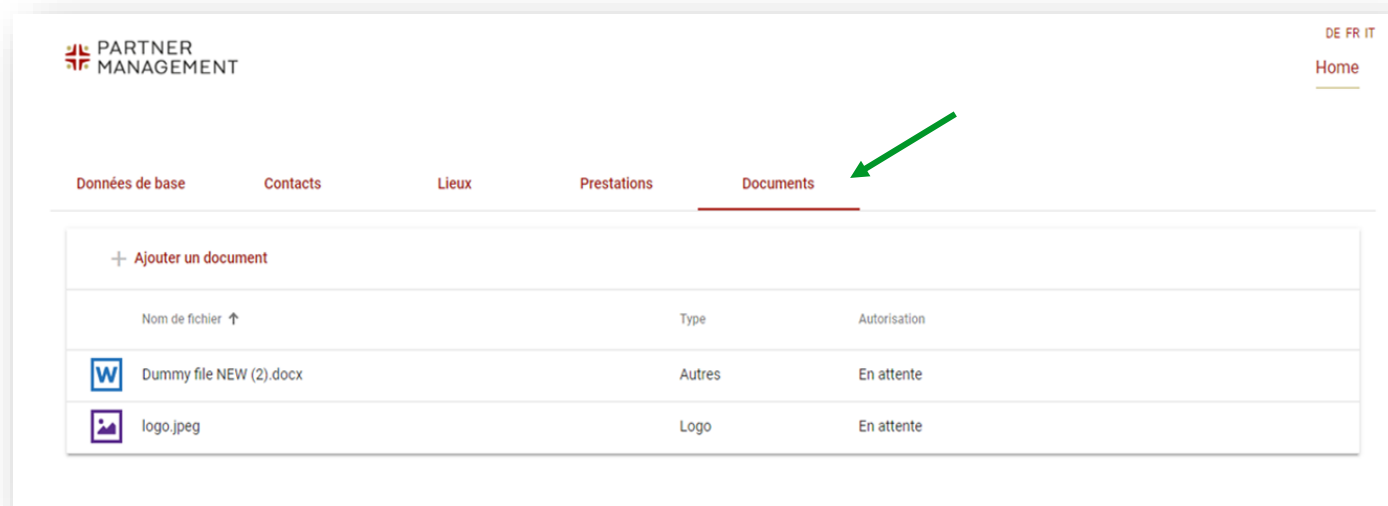 DE FR IT
PARTNER
MANAGEMENT
Home
Données de base Contacts Lieux Prestations Documents
+ Ajouter un document
Nom de fichier ↑ Type Autorisation
W Dummy file NEW (2).docx Autres En attente
logo.jpeg Logo En attente